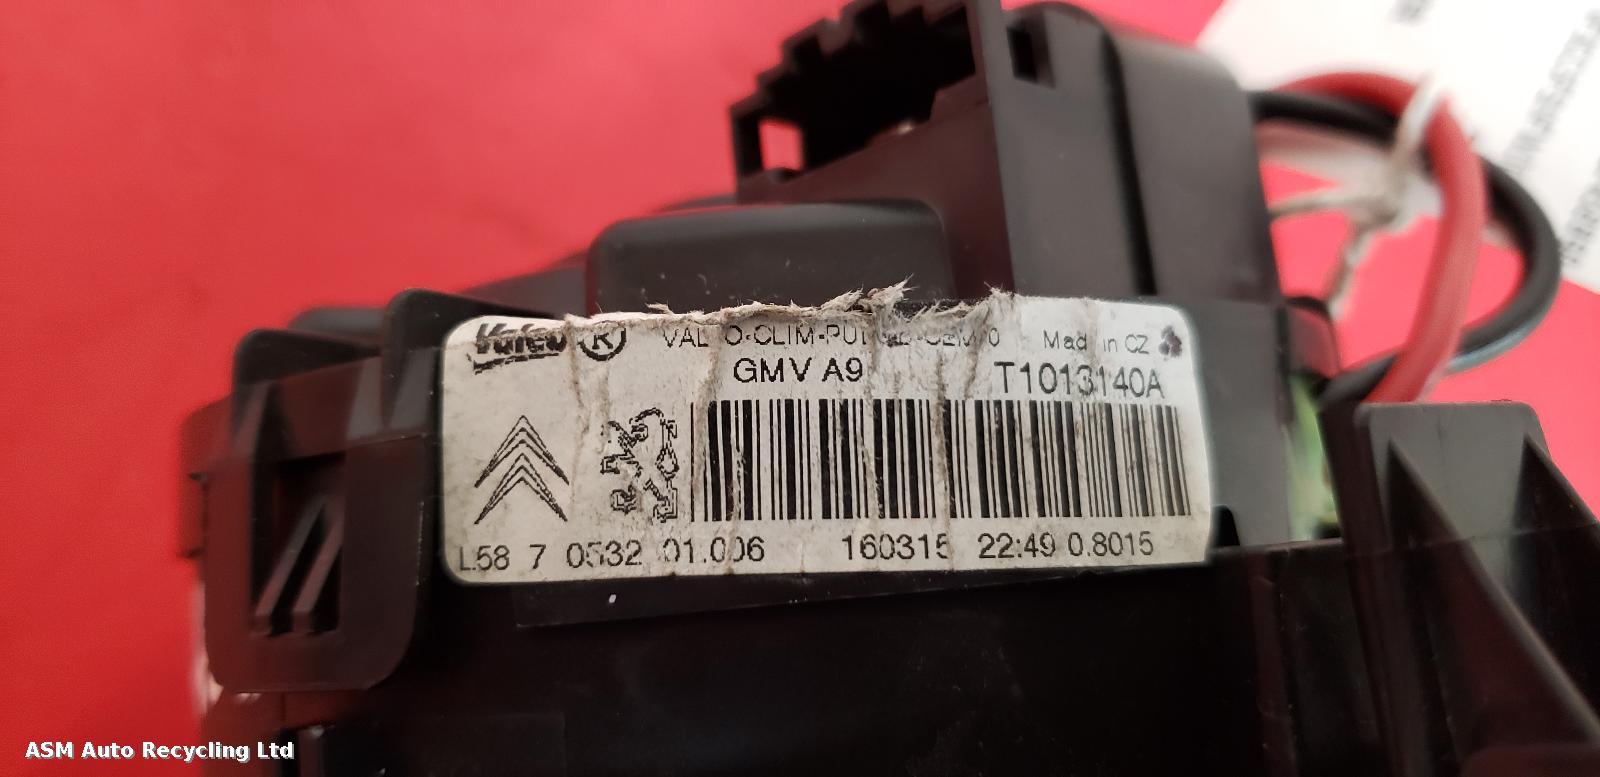 Valeo ® Made in CZ
GMV A9 T1013140A
L58 7 0532 01.006 160315 22:49 0.8015
ASM Auto Recycling Ltd